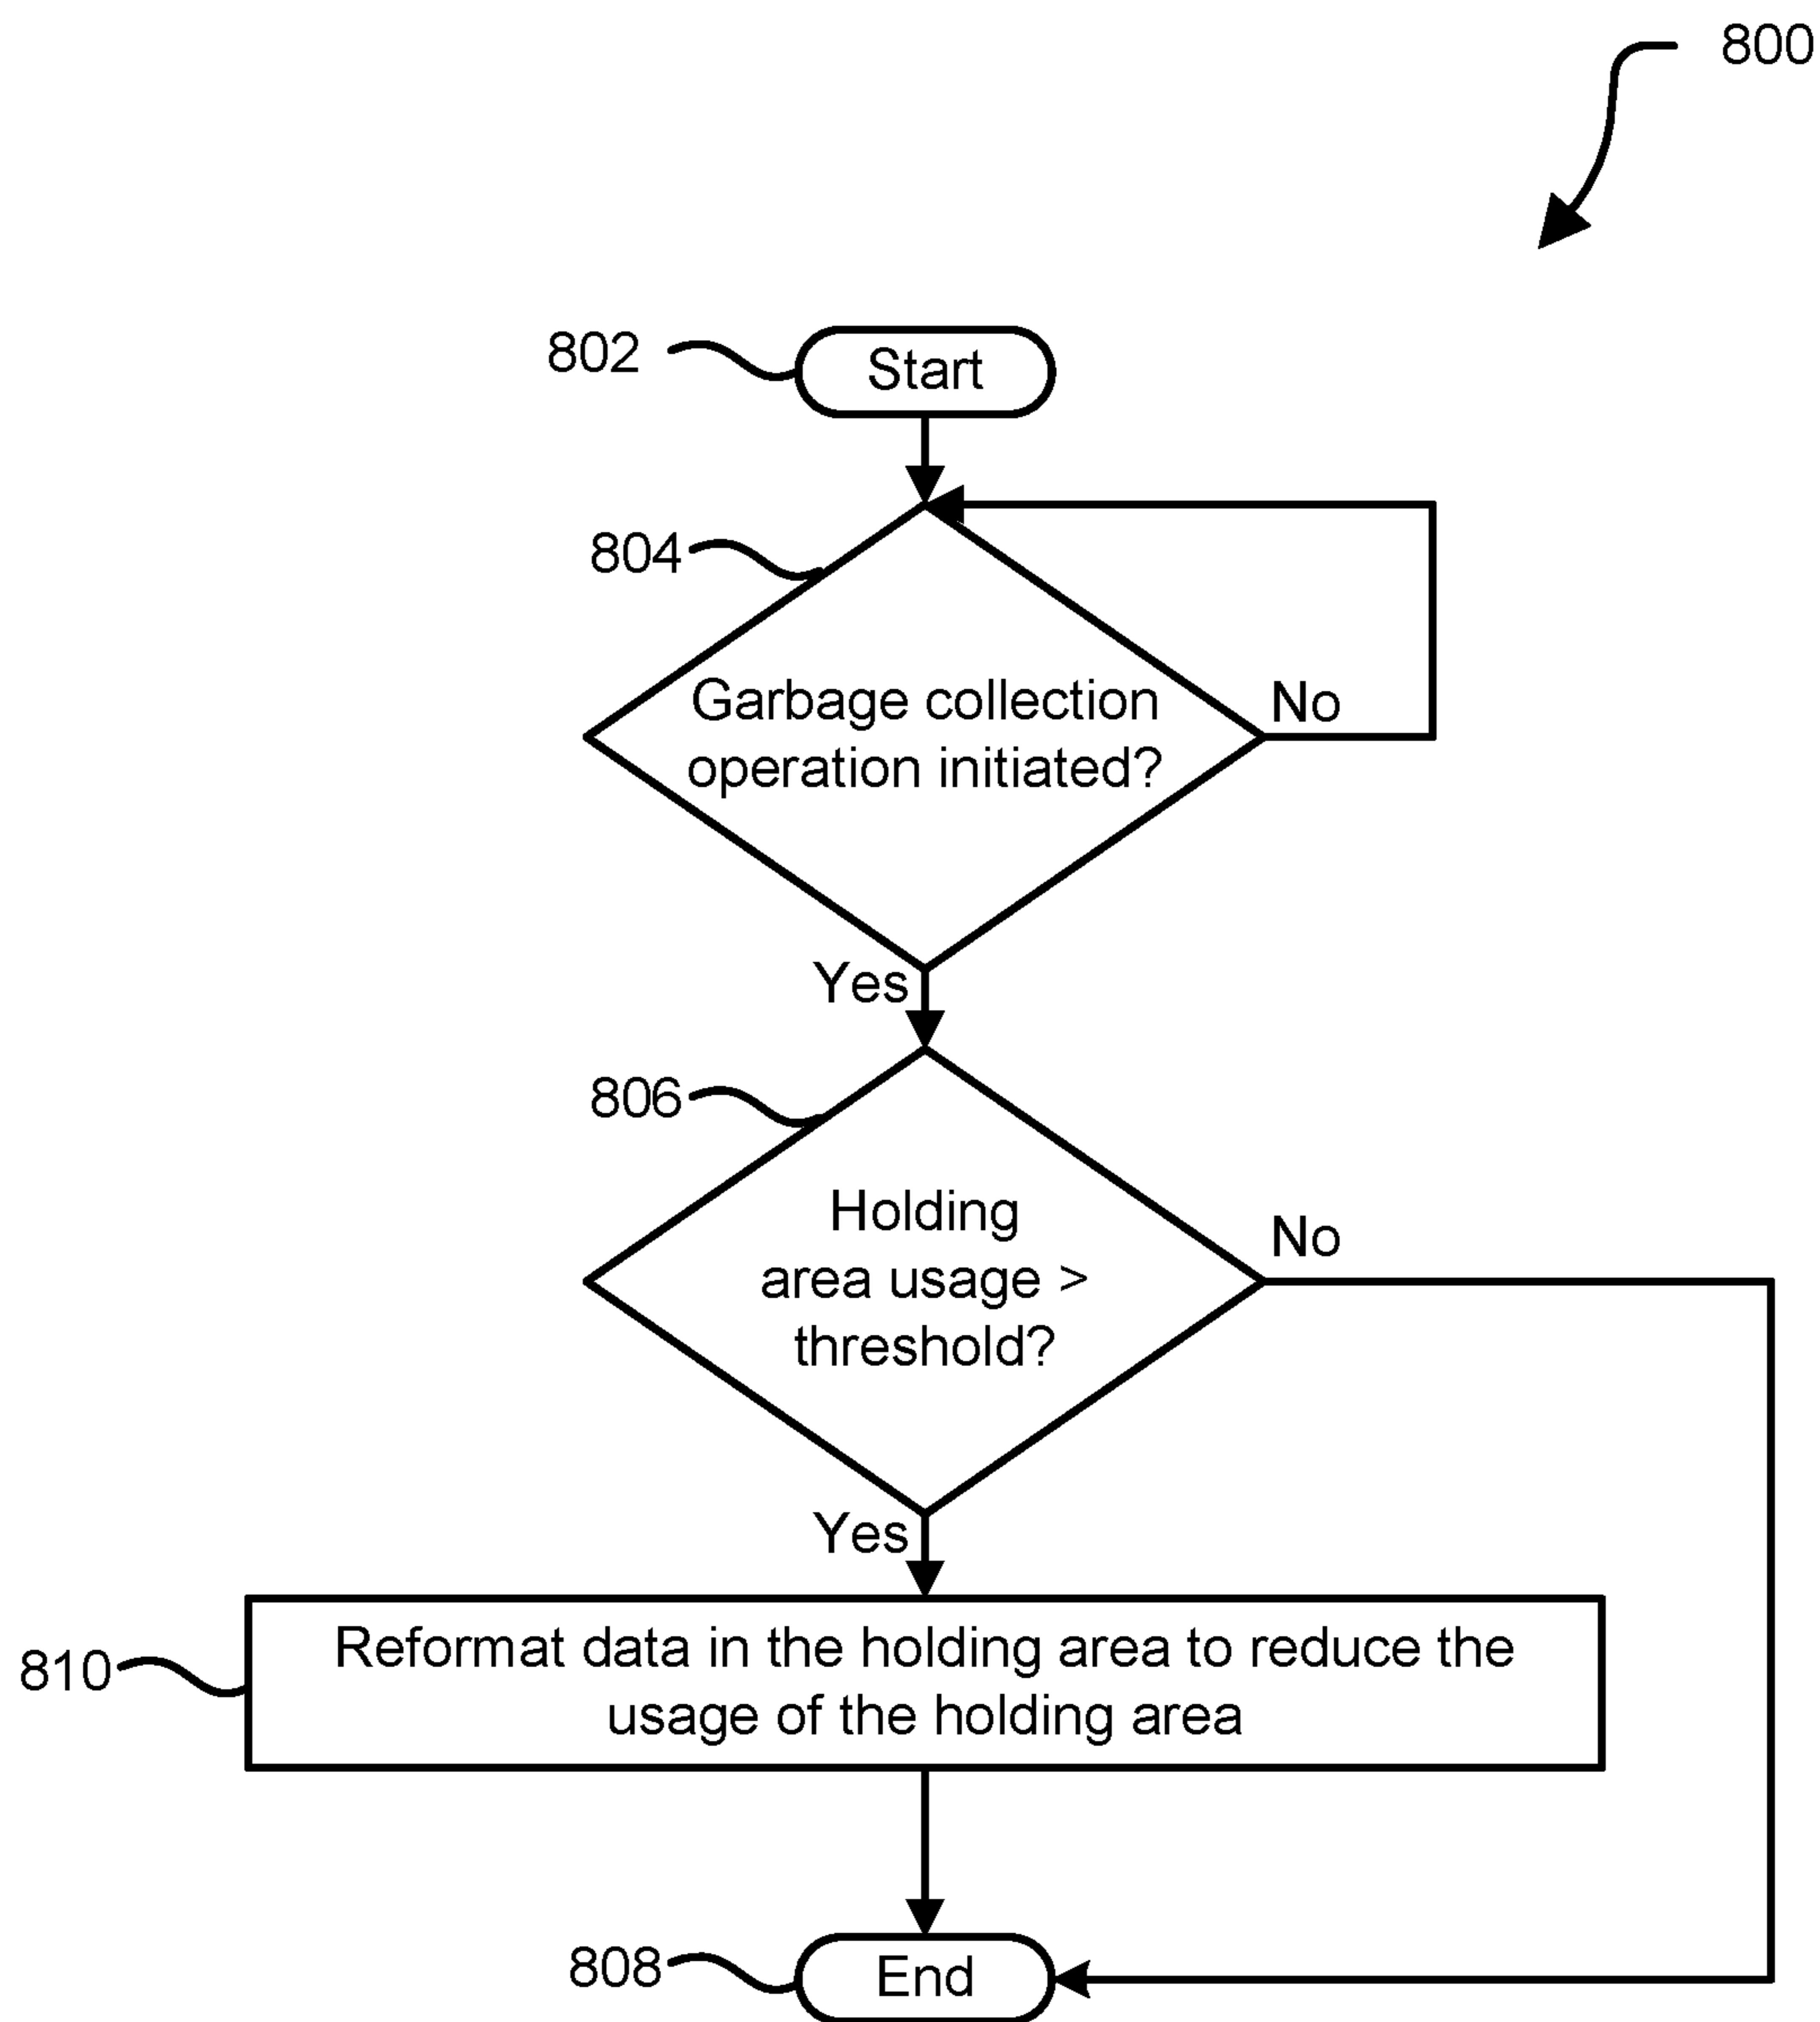 800
802
Start
804
Garbage collection
operation initiated?
No
Yes
806
Holding
area usage >
threshold?
No
Yes
810
Reformat data in the holding area to reduce the
usage of the holding area
808
End